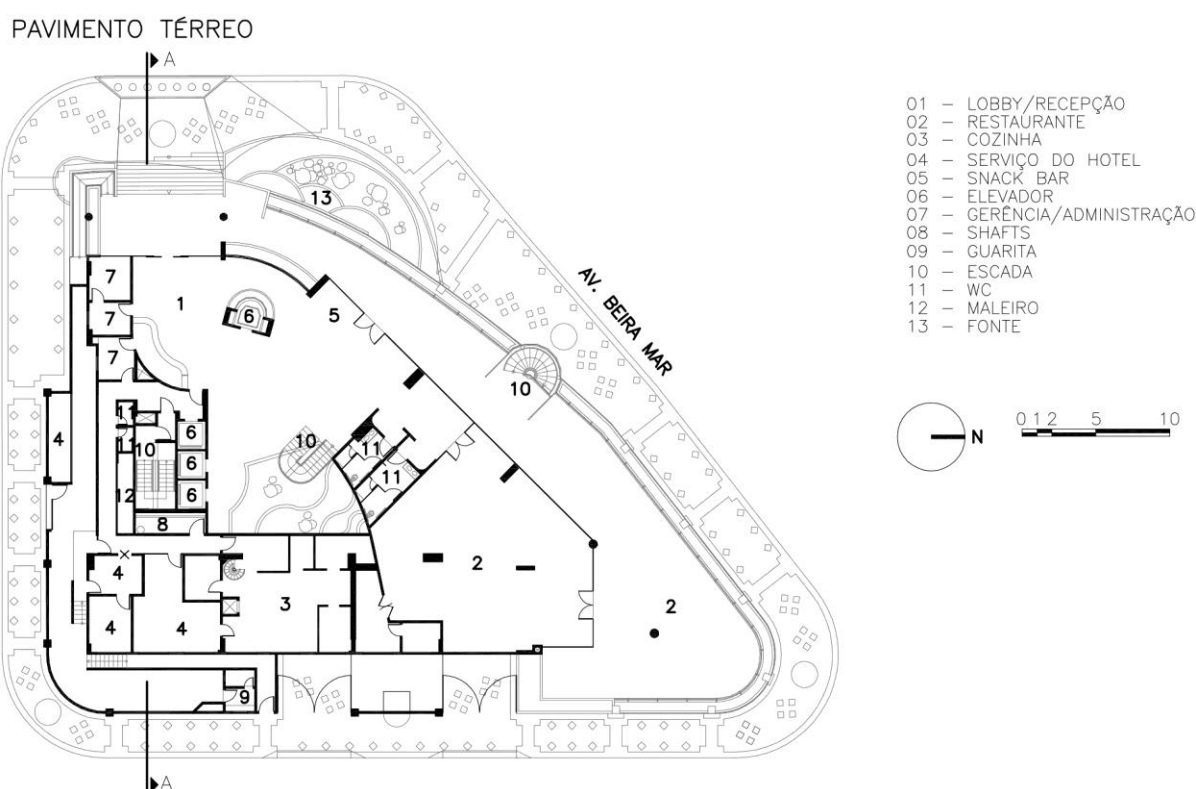 PAVIMENTO TÉRREO
A
01 – LOBBY/RECEPÇÃO
02 – RESTAURANTE
03 – COZINHA
04 – SERVIÇO DO HOTEL
05 – SNACK BAR
06 – ELEVADOR
07 – GERÊNCIA/ADMINISTRAÇÃO
08 – SHAFTS
09 – GUARITA
10 – ESCADA
11 – WC
12 – MALEIRO
13 – FONTE
13
7
1
6
5
AV. BEIRA MAR
7
7
10
11
4
11
10
6
10
11
6
11
12
6
8
2
4
3
2
4
4
9
N
0 1 2 5 10
A